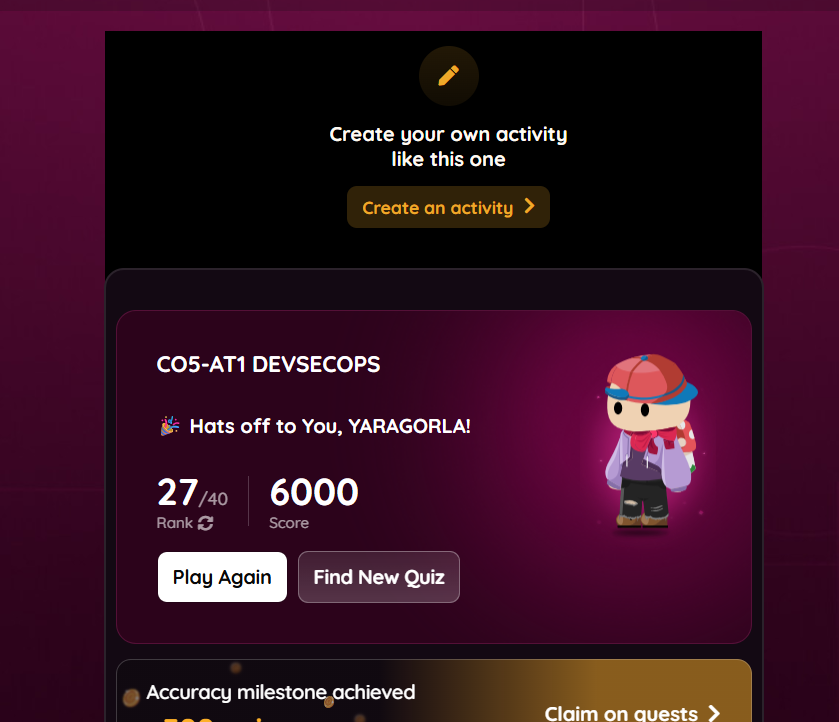 Create your own activity
like this one
Create an activity
CO5-AT1 DEVSECOPS
🎉 Hats off to You, YARAGORLA!
27/40 6000
Rank Score
Play Again Find New Quiz
Accuracy milestone achieved
Claim on quests